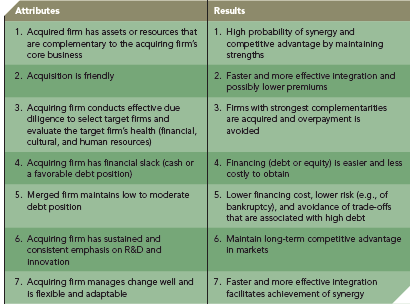 Attributes
Results
1. Acquired firm has assets or resources that
are complementary to the acquiring firm's
core business
1. High probability of synergy and
competitive advantage by maintaining
strengths
2. Acquisition is friendly
2. Faster and more effective integration and
possibly lower premiums
3. Acquiring firm conducts effective due
diligence to select target firms and
evaluate the target firm's health (financial,
cultural, and human resources)
3. Firms with strongest complementarities
are acquired and overpayment is
avoided
4. Acquiring firm has financial slack (cash or
a favorable debt position)
4. Financing (debt or equity) is easier and less
costly to obtain
5. Merged firm maintains low to moderate
debt position
5. Lower financing cost, lower risk (e.g., of
bankruptcy), and avoidance of trade-offs
that are associated with high debt
6. Acquiring firm has sustained and
consistent emphasis on R&D and
innovation
6. Maintain long-term competitive advantage
in markets
7. Acquiring firm manages change well and
is flexible and adaptable
7. Faster and more effective integration
facilitates achievement of synergy